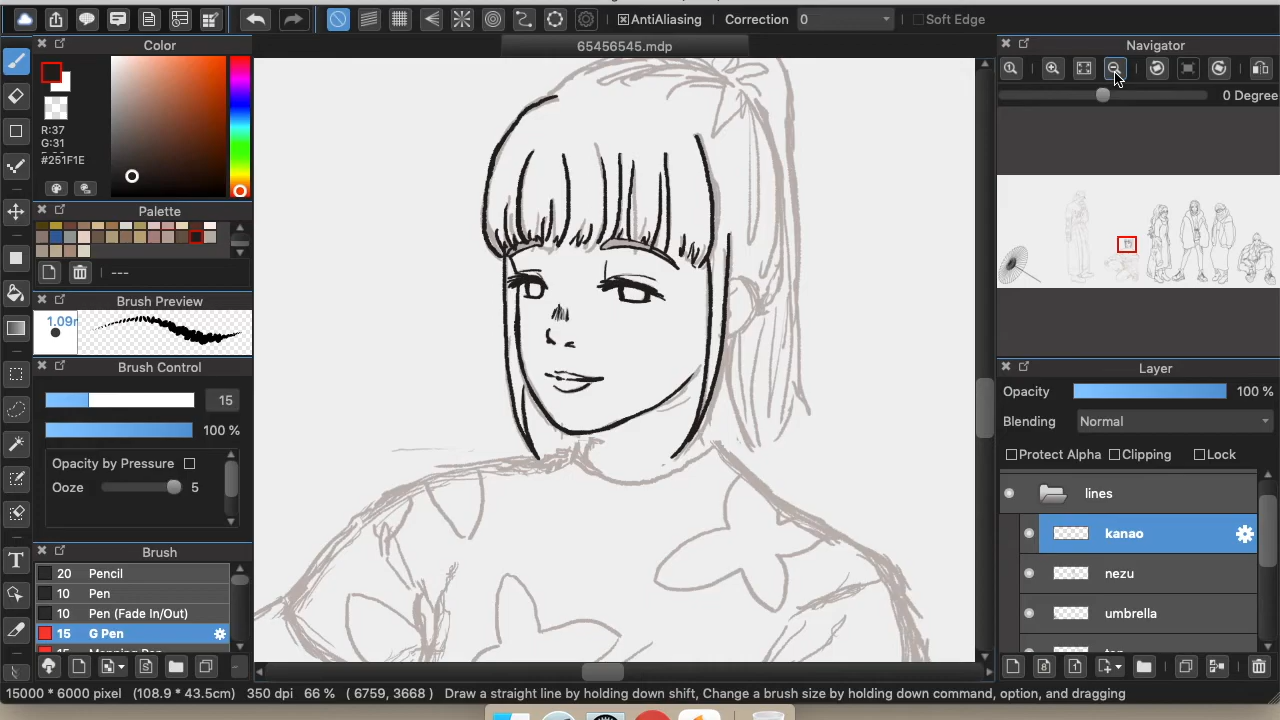 AntiAliasing Correction 0 Soft Edge
Color
65456545.mdp
Navigator
R:37
G:31
#251F1E
0 Degree
Palette
---
Brush Preview
Brush Control
15
100 %
Opacity by Pressure
Ooze 5
Brush
20 Pencil
10 Pen
10 Pen (Fade In/Out)
15 G Pen
Layer
Opacity 100 %
Blending Normal
Protect Alpha Clipping Lock
lines
kanao
nezu
umbrella
15000 * 6000 pixel (108.9 * 43.5cm) 350 dpi 66 % ( 6759, 3668 ) Draw a straight line by holding down shift, Change a brush size by holding down command, option, and dragging